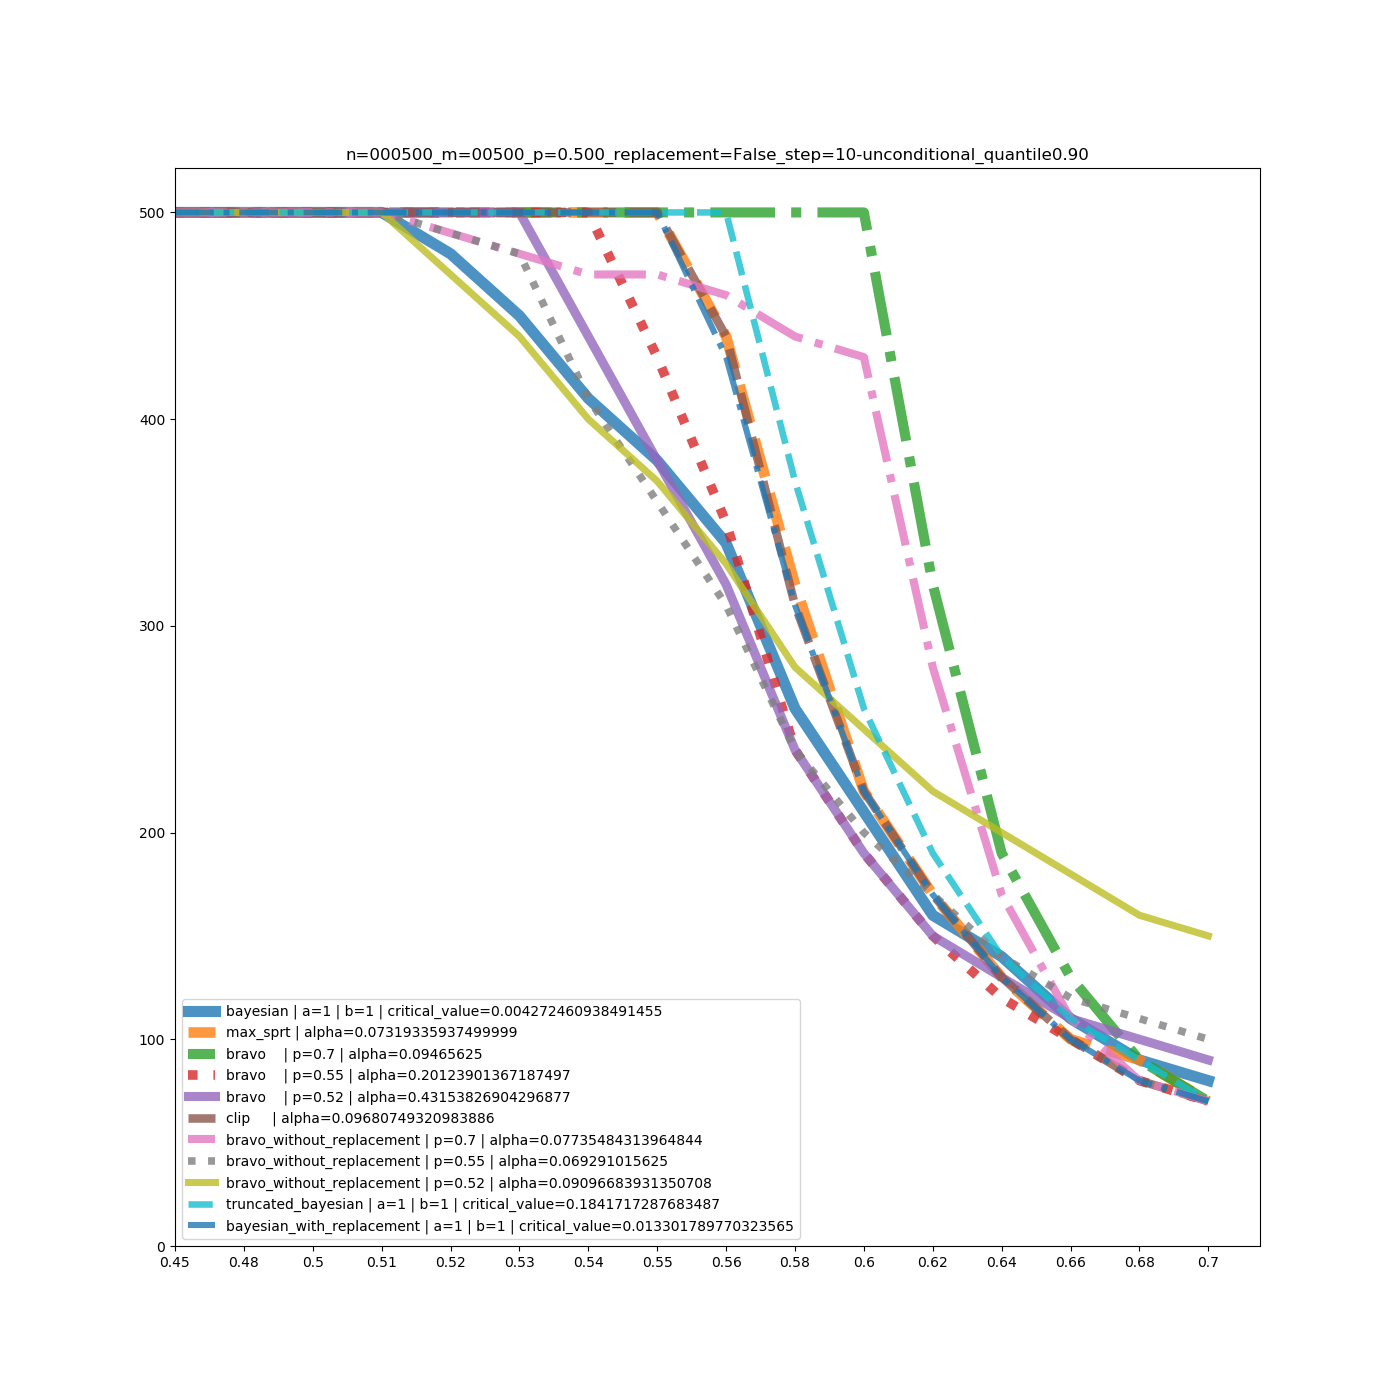 n=000500_m=00500_p=0.500_replacement=False_step=10-unconditional_quantile0.90
500
400
300
200
100
0
bayesian | a=1 | b=1 | critical_value=0.004272460938491455
max_sprt | alpha=0.07319335937499999
bravo    | p=0.7 | alpha=0.09465625
bravo    | p=0.55 | alpha=0.20123901367187497
bravo    | p=0.52 | alpha=0.43153826904296877
clip     | alpha=0.09680749320983886
bravo_without_replacement | p=0.7 | alpha=0.07735484313964844
bravo_without_replacement | p=0.55 | alpha=0.069291015625
bravo_without_replacement | p=0.52 | alpha=0.09096683931350708
truncated_bayesian | a=1 | b=1 | critical_value=0.1841717287683487
bayesian_with_replacement | a=1 | b=1 | critical_value=0.013301789770323565
0.45 0.48 0.5 0.51 0.52 0.53 0.54 0.55 0.56 0.58 0.6 0.62 0.64 0.66 0.68 0.7